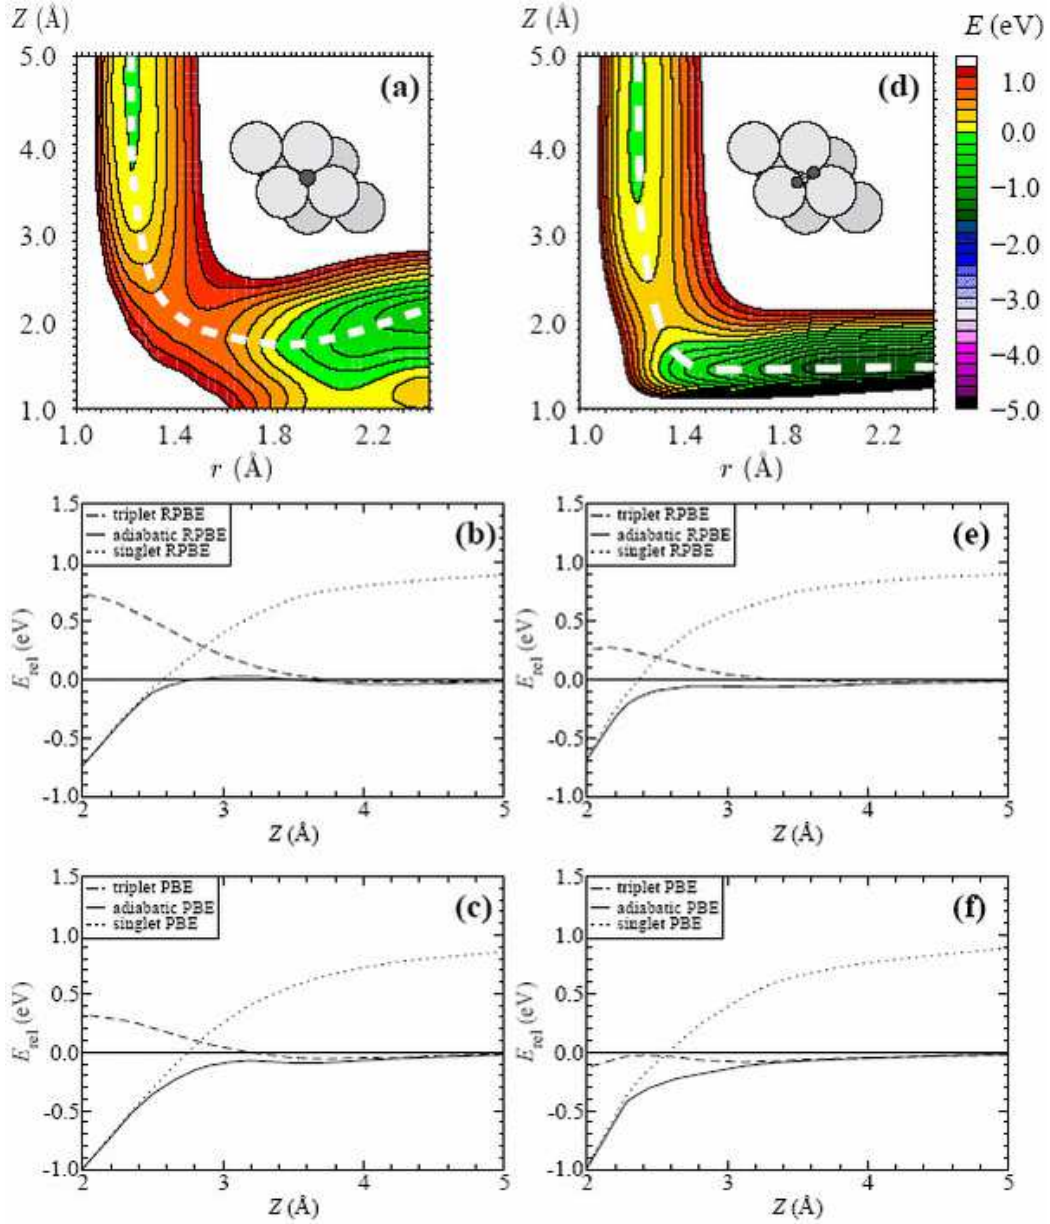 Z (Å)
Z (Å)
E (eV)
5.0
4.0
3.0
2.0
1.0
(a)
5.0
4.0
3.0
2.0
1.0
(d)
1.0
0.0
−1.0
−2.0
−3.0
−4.0
−5.0
1.0 1.4 1.8 2.2
1.0 1.4 1.8 2.2
r (Å)
r (Å)
1.5
1.0
0.5
0.0
-0.5
-1.0
E rel (eV)
triplet RPBE
adiabatic RPBE
singlet RPBE
(b)
2 3 4 5
Z (Å)
1.5
1.0
0.5
0.0
-0.5
-1.0
E rel (eV)
triplet RPBE
adiabatic RPBE
singlet RPBE
(e)
2 3 4 5
Z (Å)
1.5
1.0
0.5
0.0
-0.5
-1.0
E rel (eV)
triplet PBE
adiabatic PBE
singlet PBE
(c)
2 3 4 5
Z (Å)
1.5
1.0
0.5
0.0
-0.5
-1.0
E rel (eV)
triplet PBE
adiabatic PBE
singlet PBE
(f)
2 3 4 5
Z (Å)